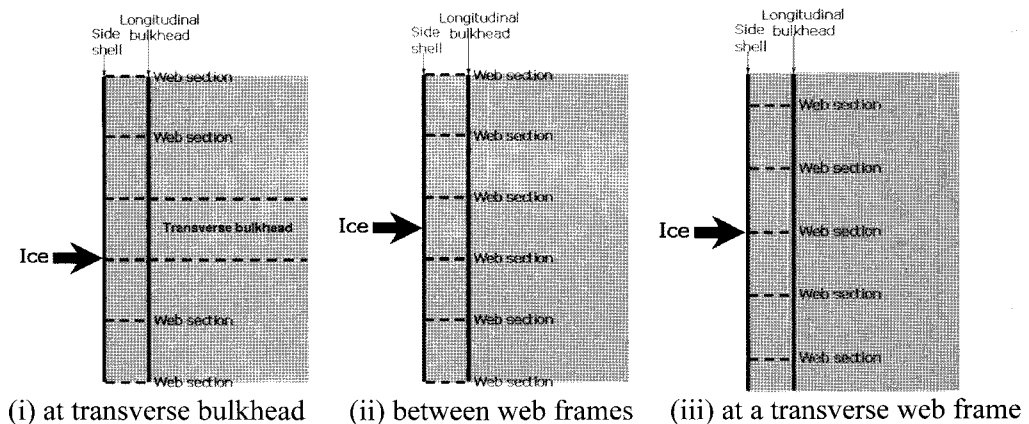 Longitudinal
bulkhead
Side
shell
Web section
Web section
Transverse bulkhead
Ice
Web section
Web section
(i) at transverse bulkhead
Longitudinal
bulkhead
Side
shell
Web section
Web section
Web section
Ice
Web section
Web section
Web section
(ii) between web frames
Longitudinal
bulkhead
Side
shell
Web section
Web section
Ice
Web section
Web section
Web section
(iii) at a transverse web frame